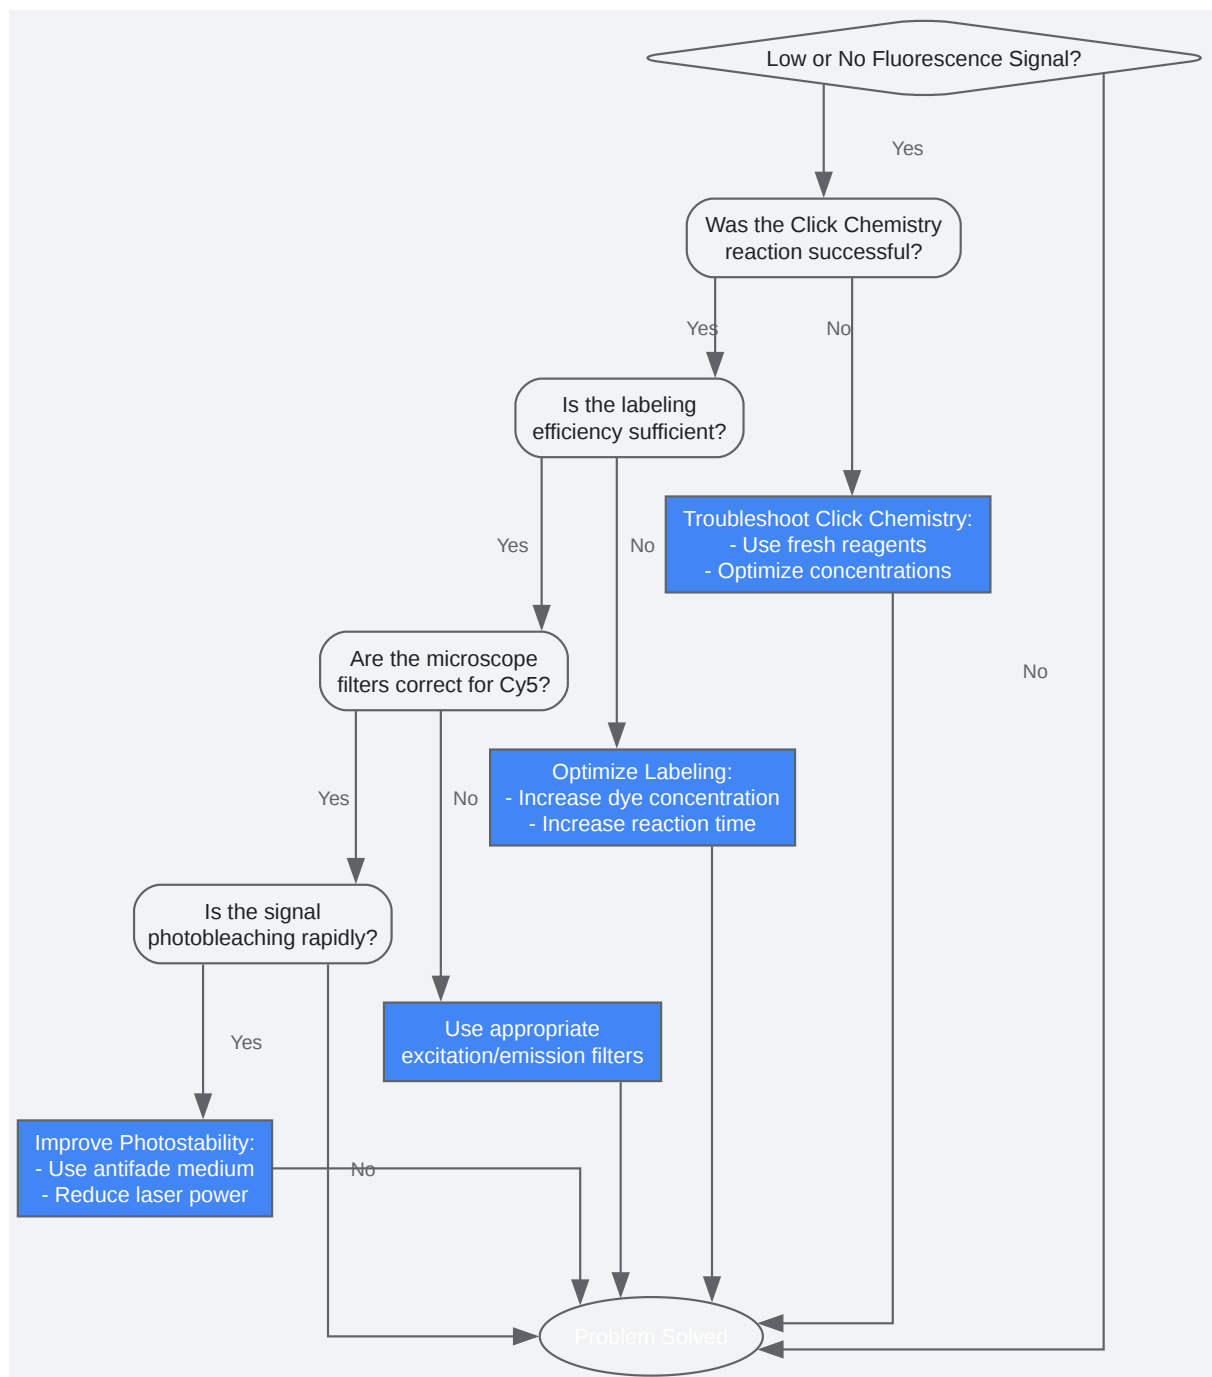 Low or No Fluorescence Signal?
Yes
Was the Click Chemistry
reaction successful?
Yes
No
Is the labeling
efficiency sufficient?
Troubleshoot Click Chemistry:
- Use fresh reagents
- Optimize concentrations
Yes
No
Are the microscope
filters correct for Cy5?
No
Optimize Labeling:
- Increase dye concentration
- Increase reaction time
Yes
No
Is the signal
photobleaching rapidly?
Use appropriate
excitation/emission filters
Yes
Improve Photostability:
- Use antifade medium
- Reduce laser power
No
Problem Solved